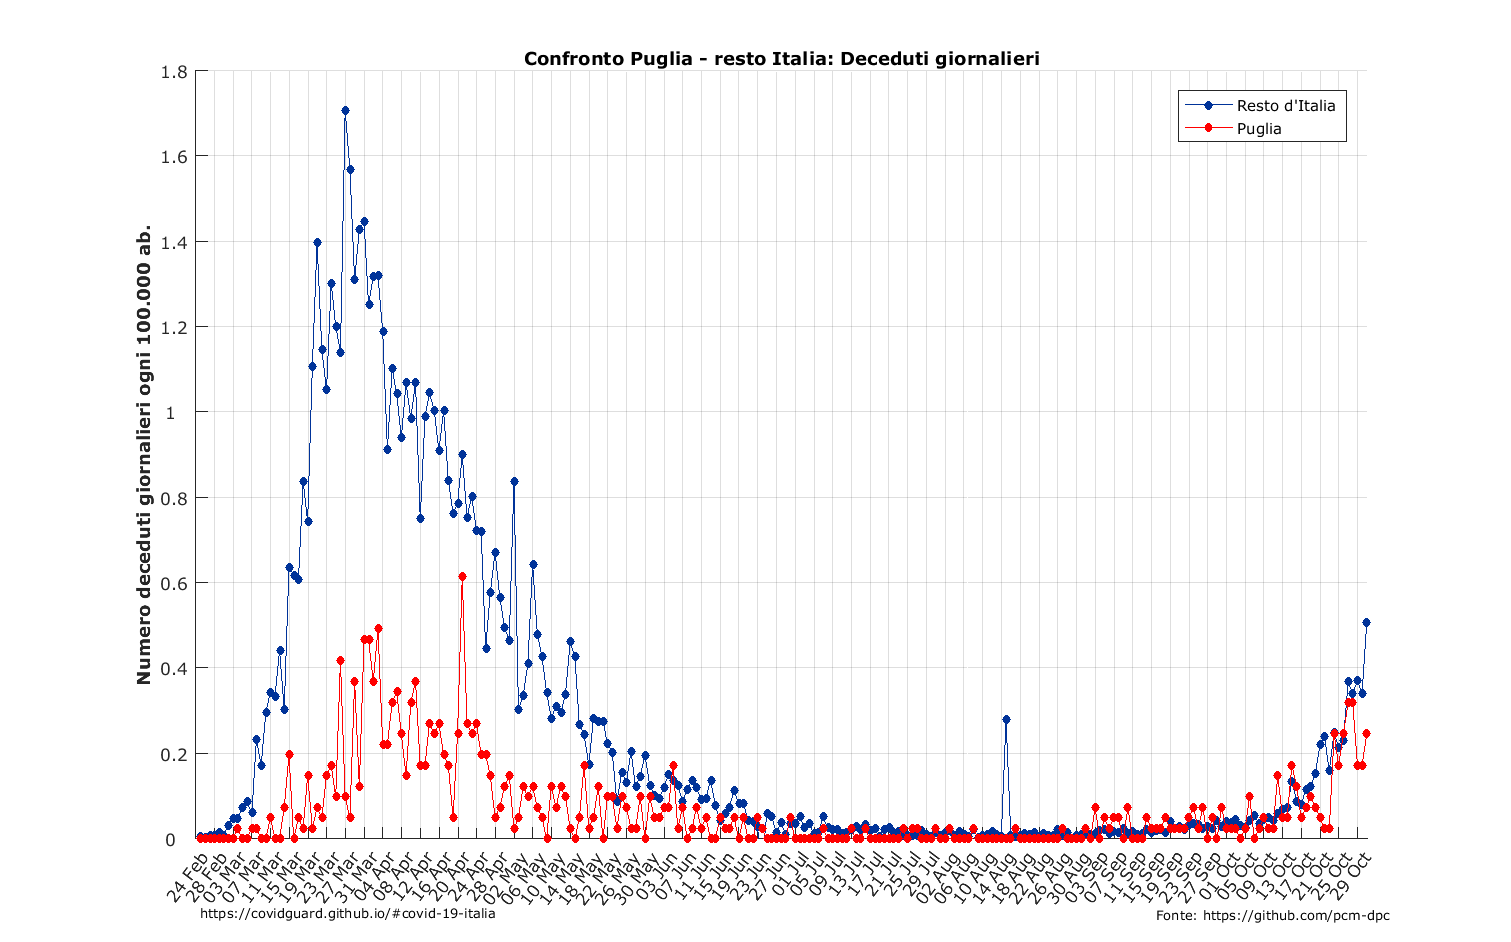 Confronto Puglia - resto Italia: Deceduti giornalieri
Resto d'Italia
Puglia
Numero deceduti giornalieri ogni 100.000 ab.
1.8
1.6
1.4
1.2
1
0.8
0.6
0.4
0.2
0
24 Feb
28 Feb
03 Mar
07 Mar
11 Mar
15 Mar
19 Mar
23 Mar
27 Mar
31 Mar
04 Apr
08 Apr
12 Apr
16 Apr
20 Apr
24 Apr
28 Apr
02 May
06 May
10 May
14 May
18 May
22 May
26 May
30 May
03 Jun
07 Jun
11 Jun
15 Jun
19 Jun
23 Jun
27 Jun
01 Jul
05 Jul
09 Jul
13 Jul
17 Jul
21 Jul
25 Jul
29 Jul
02 Aug
06 Aug
10 Aug
14 Aug
18 Aug
22 Aug
26 Aug
30 Aug
03 Sep
07 Sep
11 Sep
15 Sep
19 Sep
23 Sep
27 Sep
01 Oct
05 Oct
09 Oct
13 Oct
17 Oct
21 Oct
25 Oct
29 Oct
https://covidguard.github.io/#covid-19-italia
Fonte: https://github.com/pcm-dpc